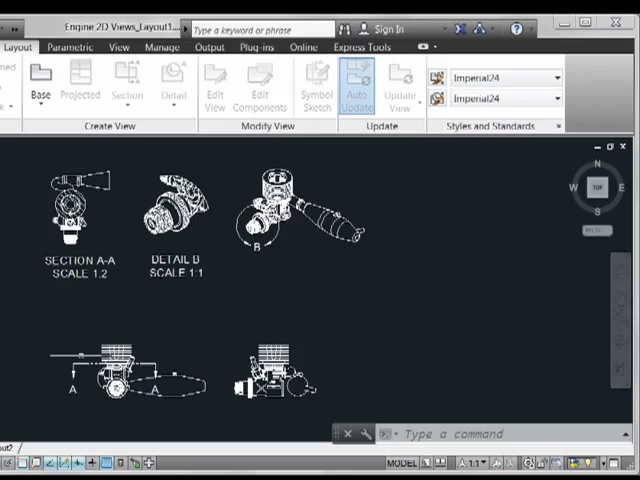 Engine 2D Views_Layout1....
Type a keyword or phrase
Sign In
Layout Parametric View Manage Output Plug-ins Online Express Tools
Base Projected Section Detail
Edit View
Edit Components
Symbol Sketch
Auto Update
Update View
Imperial24
Imperial24
Create View Modify View Update Styles and Standards
N
W TOP E
S
WCS
B
SECTION A-A
SCALE 1:2
DETAIL B
SCALE 1:1
A A
Type a command
MODEL 1:1